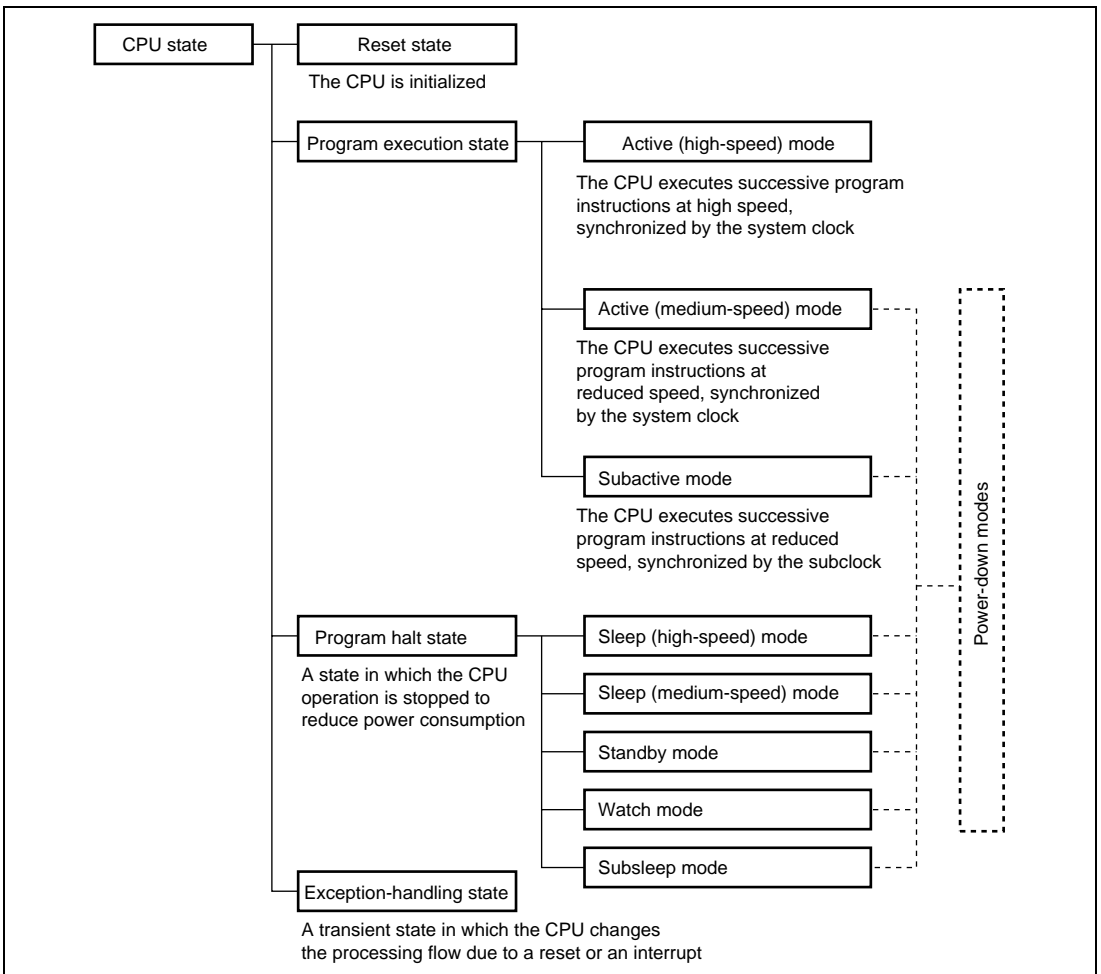 CPU state
Reset state
The CPU is initialized
Program execution state
Active (high-speed) mode
The CPU executes successive program
instructions at high speed,
synchronized by the system clock
Active (medium-speed) mode
The CPU executes successive
program instructions at
reduced speed, synchronized
by the system clock
Subactive mode
The CPU executes successive
program instructions at reduced
speed, synchronized by the subclock
Power-down modes
Program halt state
A state in which the CPU
operation is stopped to
reduce power consumption
Sleep (high-speed) mode
Sleep (medium-speed) mode
Standby mode
Watch mode
Subsleep mode
Exception-handling state
A transient state in which the CPU changes
the processing flow due to a reset or an interrupt